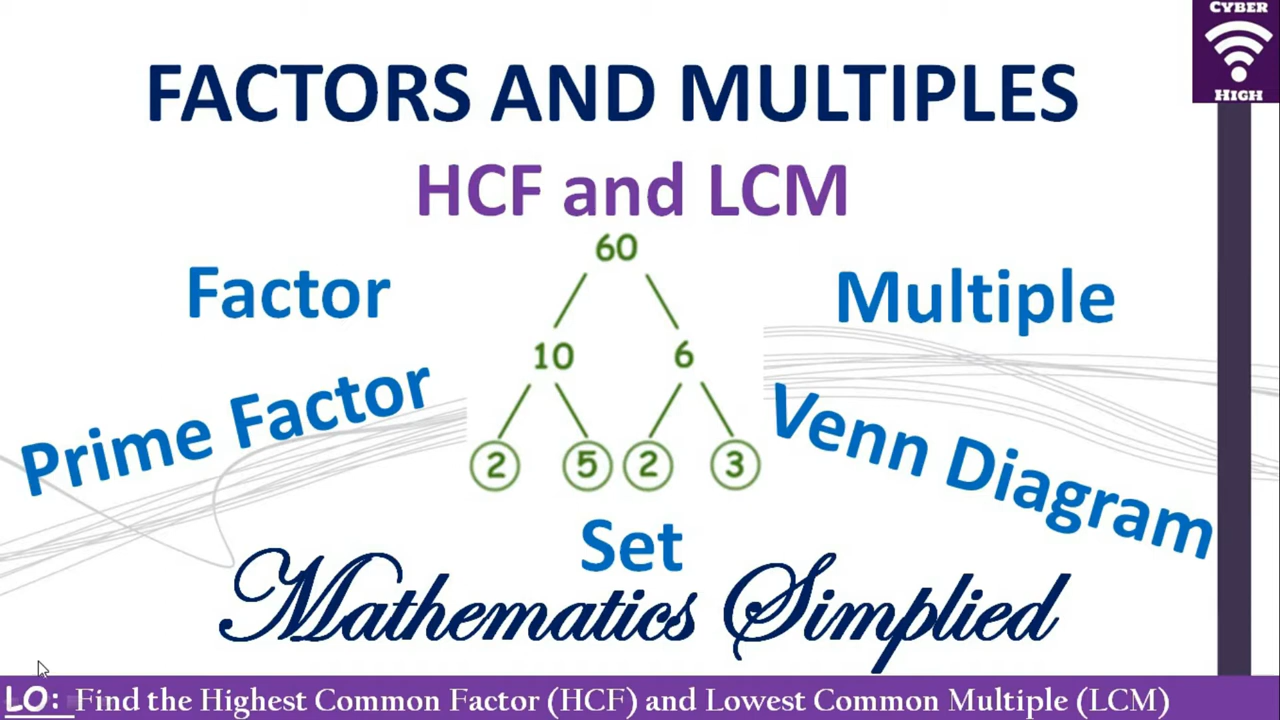 CYBER
HIGH
FACTORS AND MULTIPLES
HCF and LCM
60
Factor
Multiple
10 6
Prime Factor
Venn Diagram
2 5 2 3
Set
Mathematics Simplied
LO: Find the Highest Common Factor (HCF) and Lowest Common Multiple (LCM)